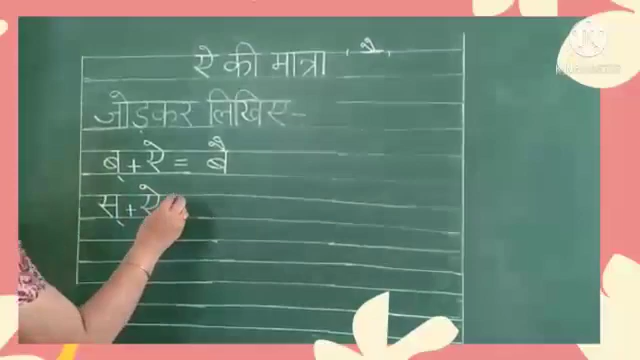 ऐ की मात्रा ' ै '
जोड़कर लिखिए-
ब् + ऐ = बै
स् + ऐ